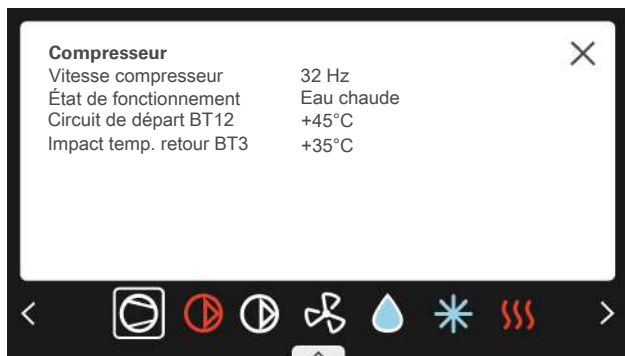 Compresseur
Vitesse compresseur 32 Hz
État de fonctionnement Eau chaude
Circuit de départ BT12 +45°C
Impact temp. retour BT3 +35°C